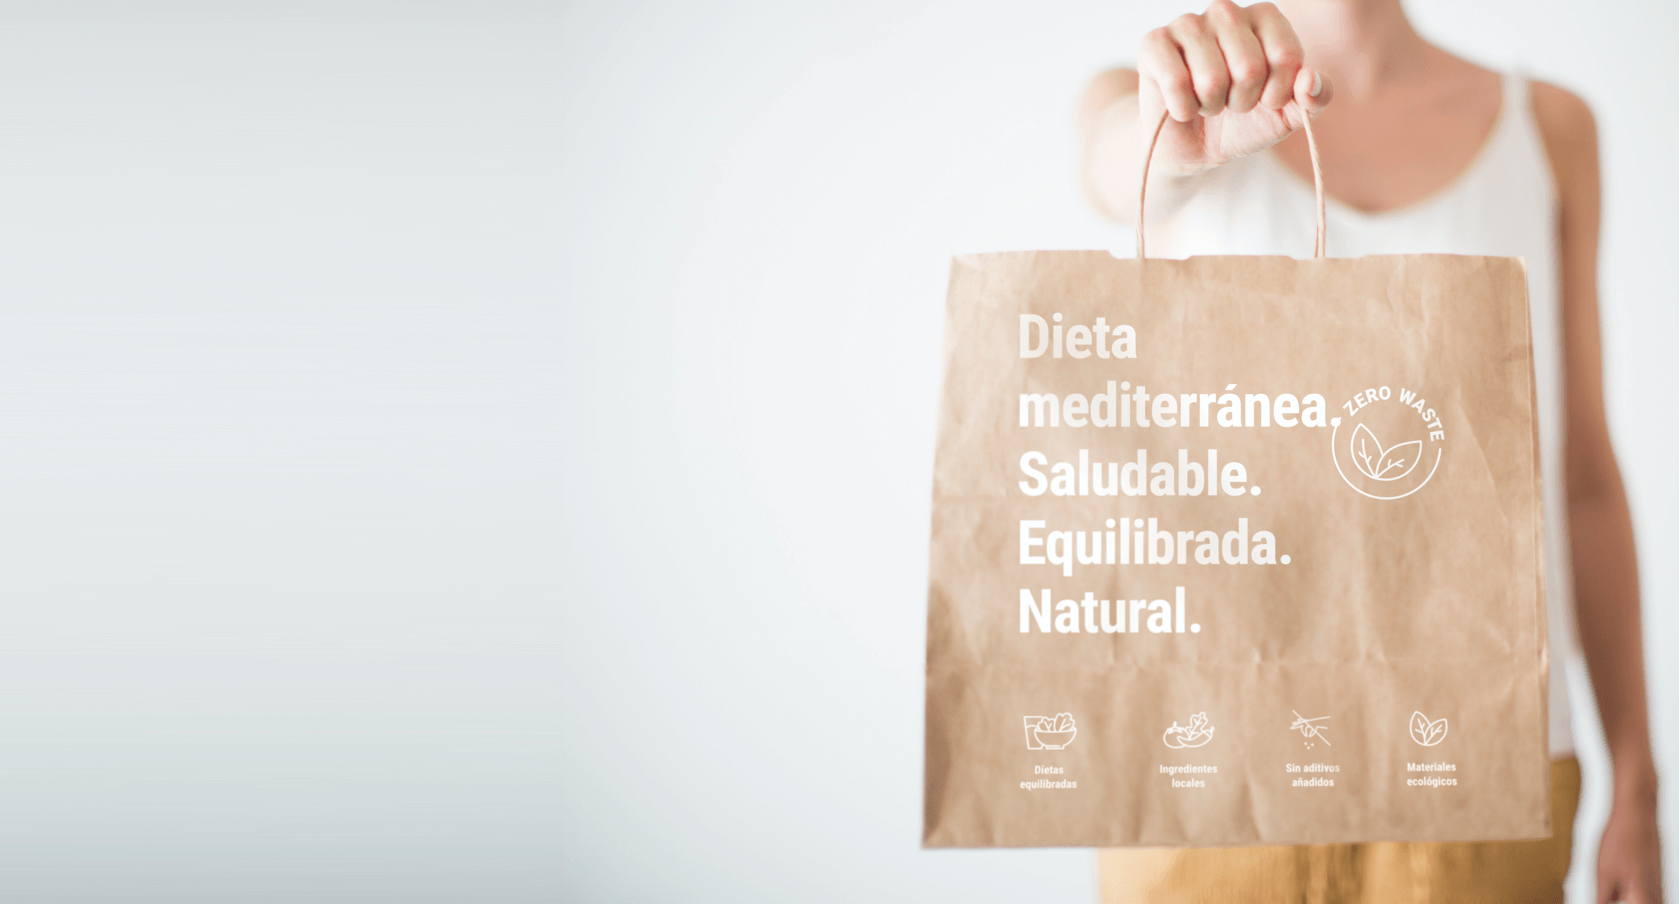 Dieta
mediterránea.
ZERO WASTE
Saludable.
Equilibrada.
Natural.
Dietas
equilibradas
Ingredientes
locales
Sin aditivos
añadidos
Materiales
ecológicos